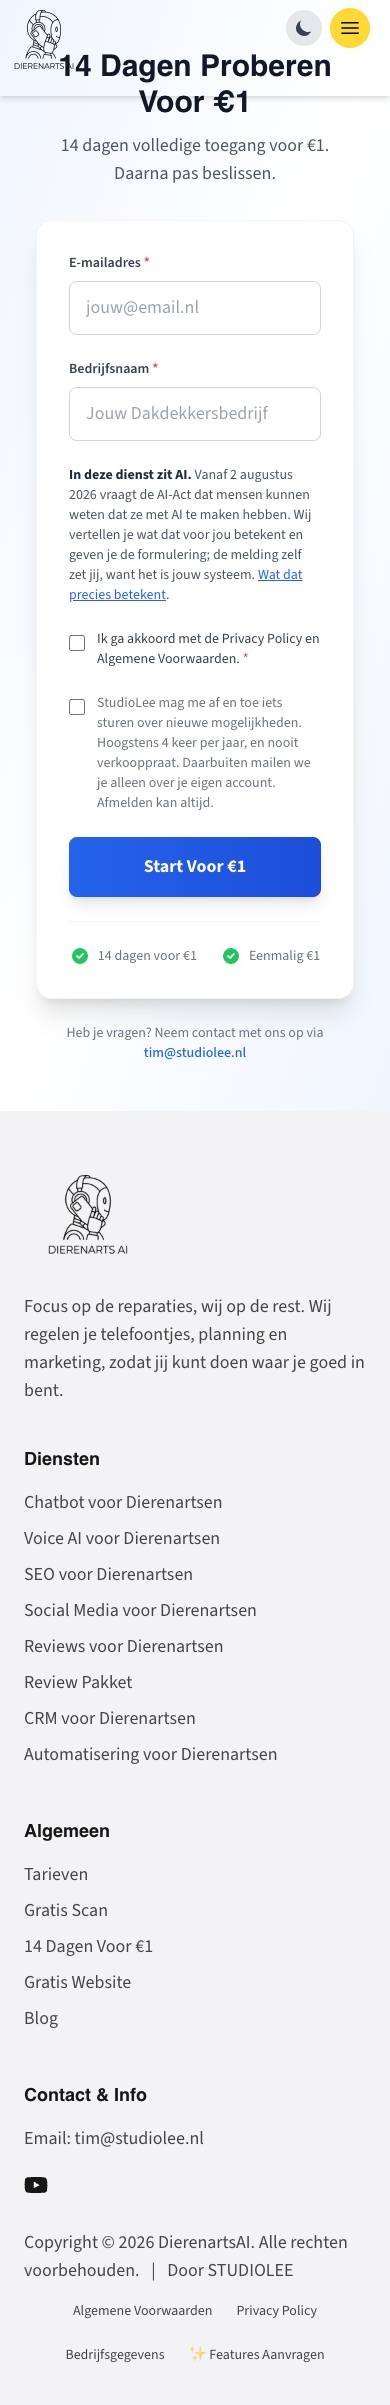 DIERENARTS AI
14 Dagen Proberen
Voor €1
14 dagen volledige toegang voor €1.
Daarna pas beslissen.
E-mailadres *
jouw@email.nl
Bedrijfsnaam *
Jouw Dakdekkersbedrijf
In deze dienst zit AI. Vanaf 2 augustus
2026 vraagt de AI-Act dat mensen kunnen
weten dat ze met AI te maken hebben. Wij
vertellen je wat dat voor jou betekent en
geven je de formulering; de melding zelf
zet jij, want het is jouw systeem. Wat dat
precies betekent.
Ik ga akkoord met de Privacy Policy en
Algemene Voorwaarden. *
StudioLee mag me af en toe iets
sturen over nieuwe mogelijkheden.
Hoogstens 4 keer per jaar, en nooit
verkooppraat. Daarbuiten mailen we
je alleen over je eigen account.
Afmelden kan altijd.
Start Voor €1
14 dagen voor €1 Eenmalig €1
Heb je vragen? Neem contact met ons op via
tim@studiolee.nl
DIERENARTS AI
Focus op de reparaties, wij op de rest. Wij
regelen je telefoontjes, planning en
marketing, zodat jij kunt doen waar je goed in
bent.
Diensten
Chatbot voor Dierenartsen
Voice AI voor Dierenartsen
SEO voor Dierenartsen
Social Media voor Dierenartsen
Reviews voor Dierenartsen
Review Pakket
CRM voor Dierenartsen
Automatisering voor Dierenartsen
Algemeen
Tarieven
Gratis Scan
14 Dagen Voor €1
Gratis Website
Blog
Contact & Info
Email: tim@studiolee.nl
Copyright © 2026 DierenartsAI. Alle rechten
voorbehouden. | Door STUDIOLEE
Algemene Voorwaarden Privacy Policy
Bedrijfsgegevens ✨ Features Aanvragen